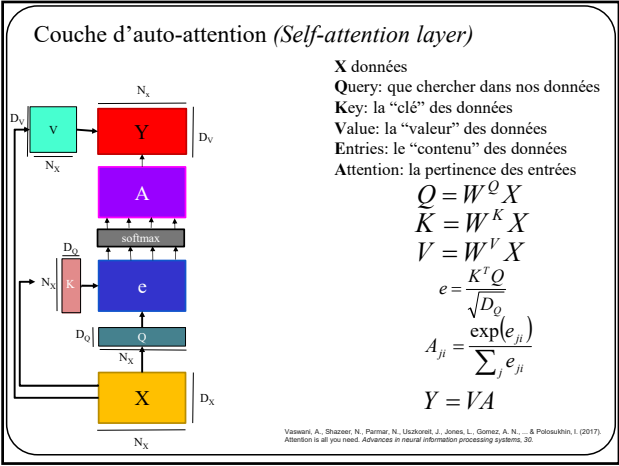 Couche d'auto-attention (Self-attention layer)
X données
Query: que chercher dans nos données
Key: la “clé” des données
Value: la “valeur” des données
Entries: le “contenu” des données
Attention: la pertinence des entrées
Q = W^Q X
K = W^K X
V = W^V X
e = K^T Q / √D_Q
A_ji = exp(e_ji) / ∑_j e_ji
Y = VA
N_x
D_V
V
Y
D_V
N_X
A
softmax
D_Q
N_X
K
e
D_Q
Q
N_X
X
D_X
N_X
Vaswani, A., Shazeer, N., Parmar, N., Uszkoreit, J., Jones, L., Gomez, A. N., ... & Polosukhin, I. (2017).
Attention is all you need. Advances in neural information processing systems, 30.